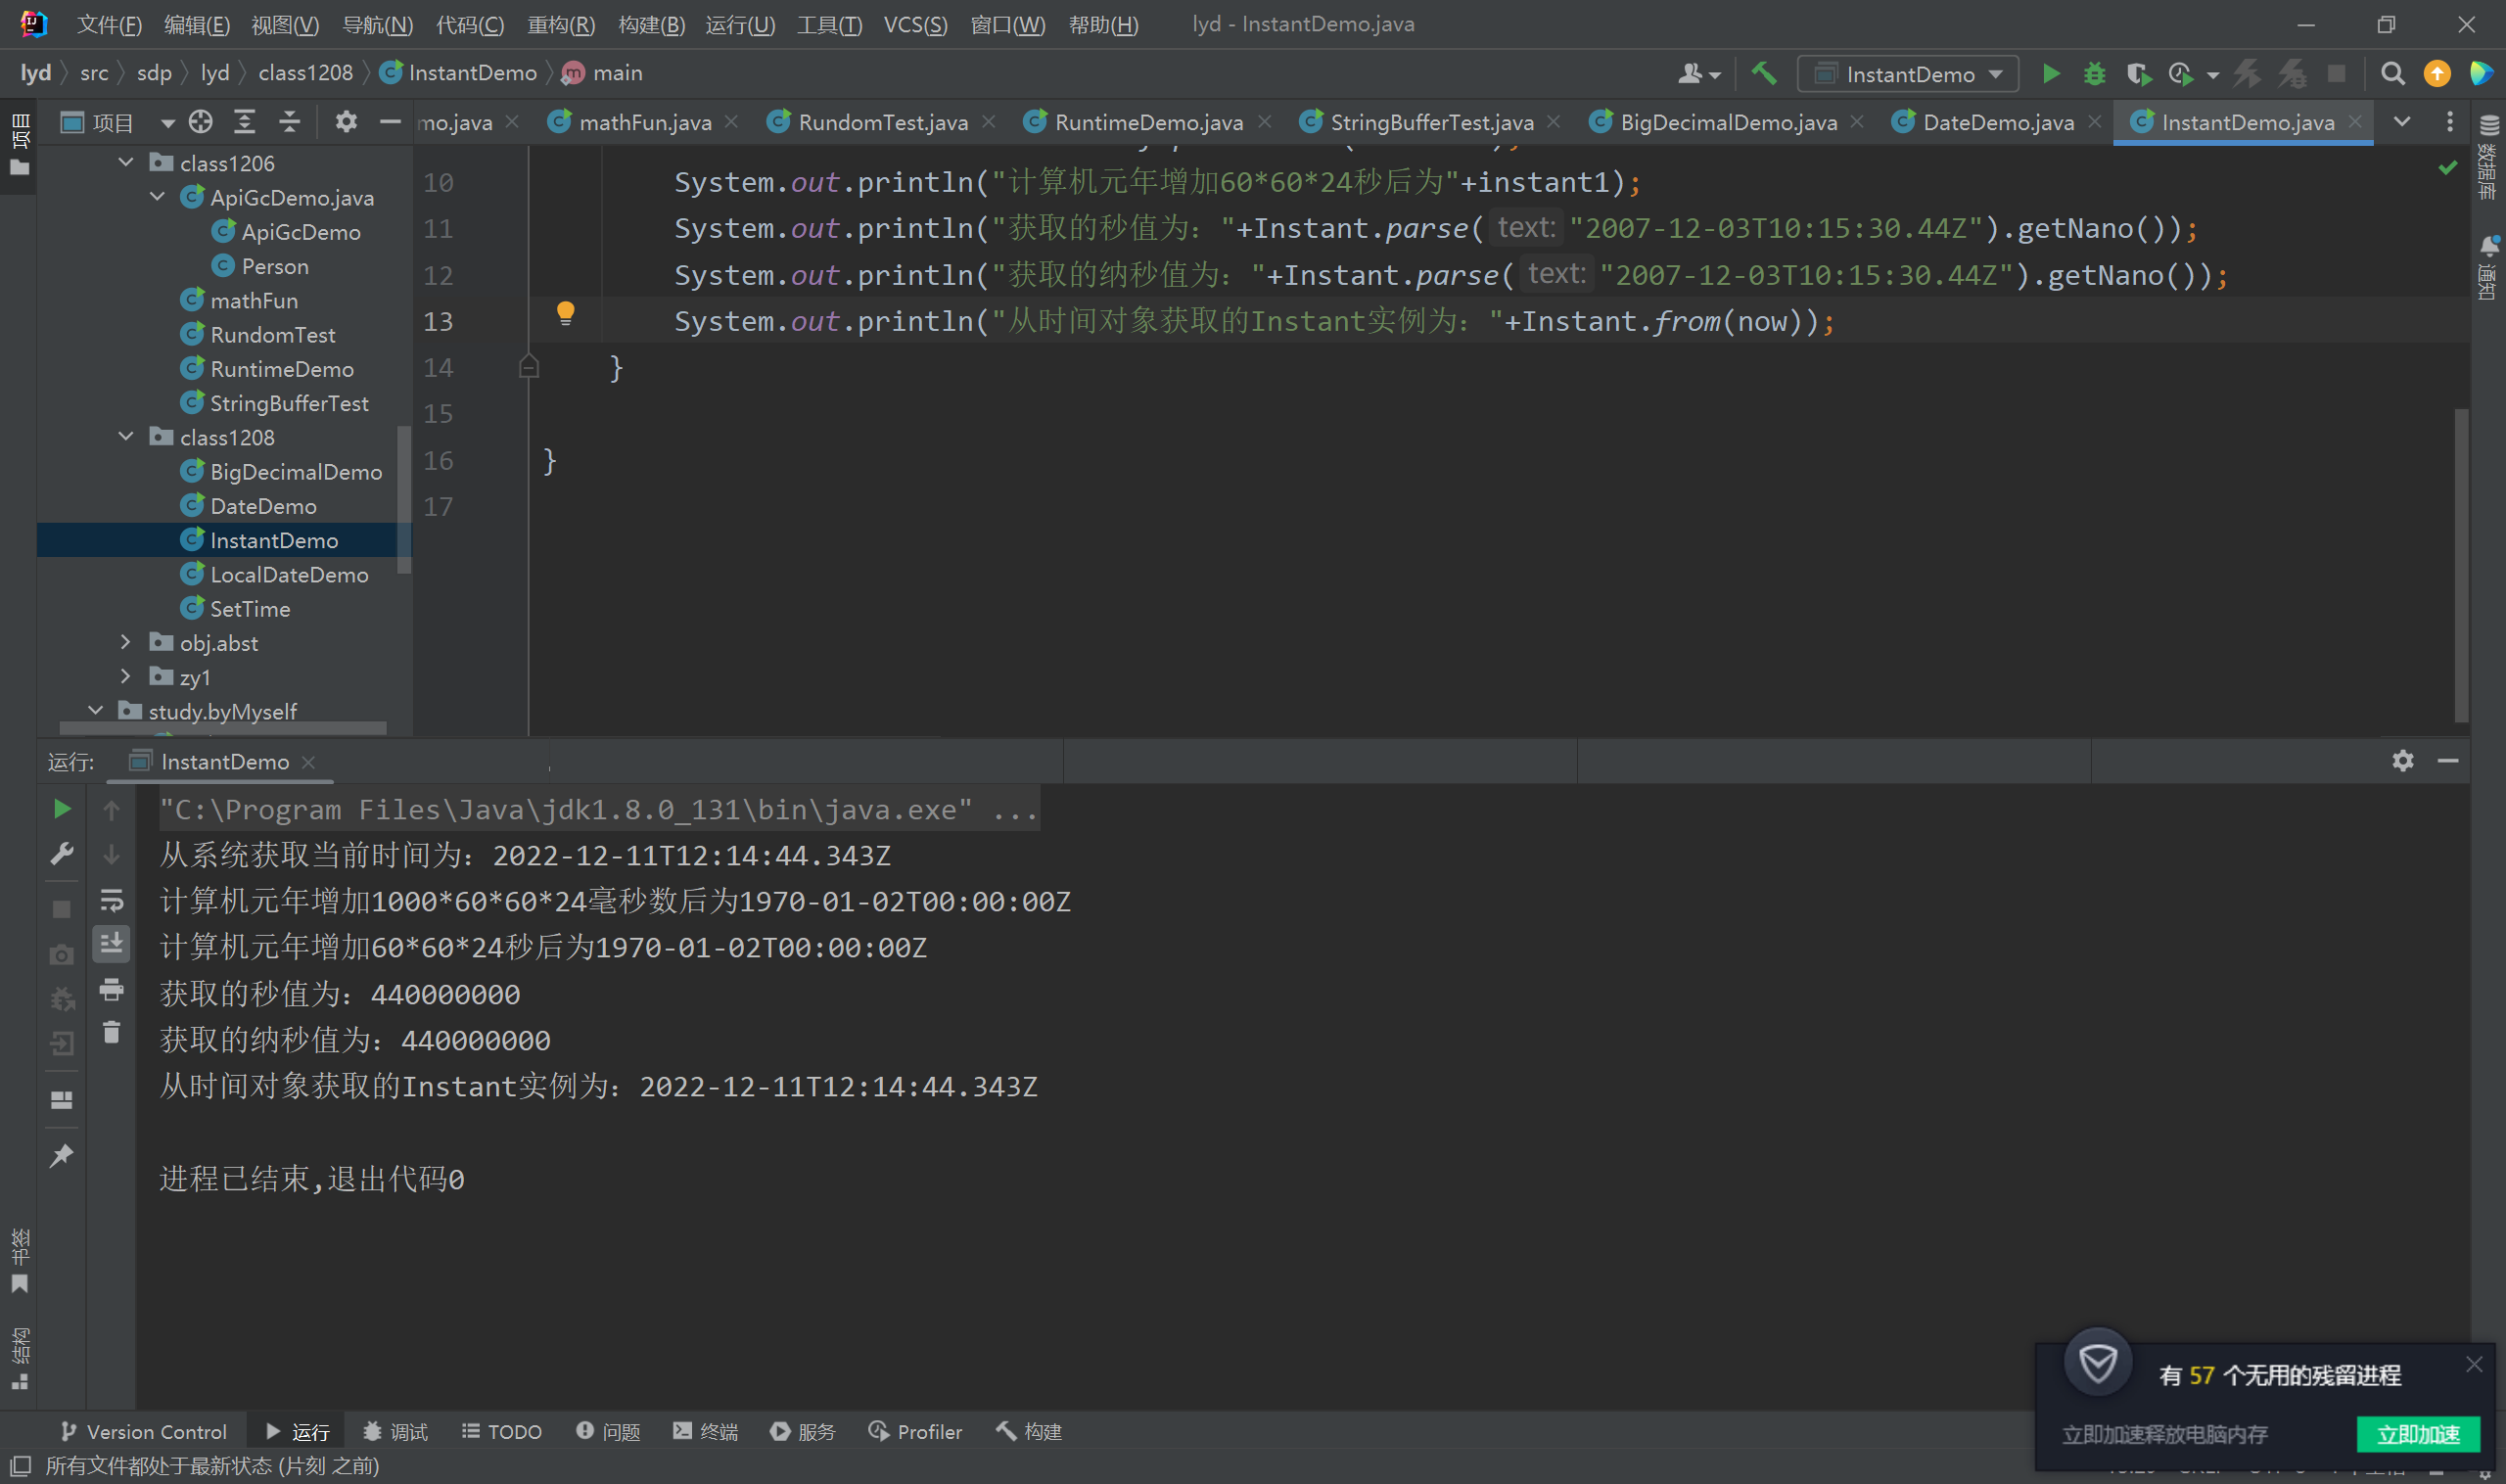 文件(F) 编辑(E) 视图(V) 导航(N) 代码(C) 重构(R) 构建(B) 运行(U) 工具(T) VCS(S) 窗口(W) 帮助(H) lyd - InstantDemo.java
lyd src sdp lyd class1208 InstantDemo main
InstantDemo
项目
项目
mo.java mathFun.java RundomTest.java RuntimeDemo.java StringBufferTest.java BigDecimalDemo.java DateDemo.java InstantDemo.java
数据库
通知
class1206
ApiGcDemo.java
ApiGcDemo
Person
mathFun
RundomTest
RuntimeDemo
StringBufferTest
class1208
BigDecimalDemo
DateDemo
InstantDemo
LocalDateDemo
SetTime
obj.abst
zy1
study.byMyself
10 System.out.println("计算机元年增加60*60*24秒后为"+instant1);
11 System.out.println("获取的秒值为："+Instant.parse( text: "2007-12-03T10:15:30.44Z").getNano());
12 System.out.println("获取的纳秒值为："+Instant.parse( text: "2007-12-03T10:15:30.44Z").getNano());
13 System.out.println("从时间对象获取的Instant实例为："+Instant.from(now));
14 }
15
16 }
17
运行: InstantDemo
"C:\Program Files\Java\jdk1.8.0_131\bin\java.exe" ...
从系统获取当前时间为：2022-12-11T12:14:44.343Z
计算机元年增加1000*60*60*24毫秒数后为1970-01-02T00:00:00Z
计算机元年增加60*60*24秒后为1970-01-02T00:00:00Z
获取的秒值为：440000000
获取的纳秒值为：440000000
从时间对象获取的Instant实例为：2022-12-11T12:14:44.343Z
进程已结束,退出代码0
书签
结构
有 57 个无用的残留进程
立即加速释放电脑内存
立即加速
Version Control 运行 调试 TODO 问题 终端 服务 Profiler 构建
所有文件都处于最新状态 (片刻 之前)